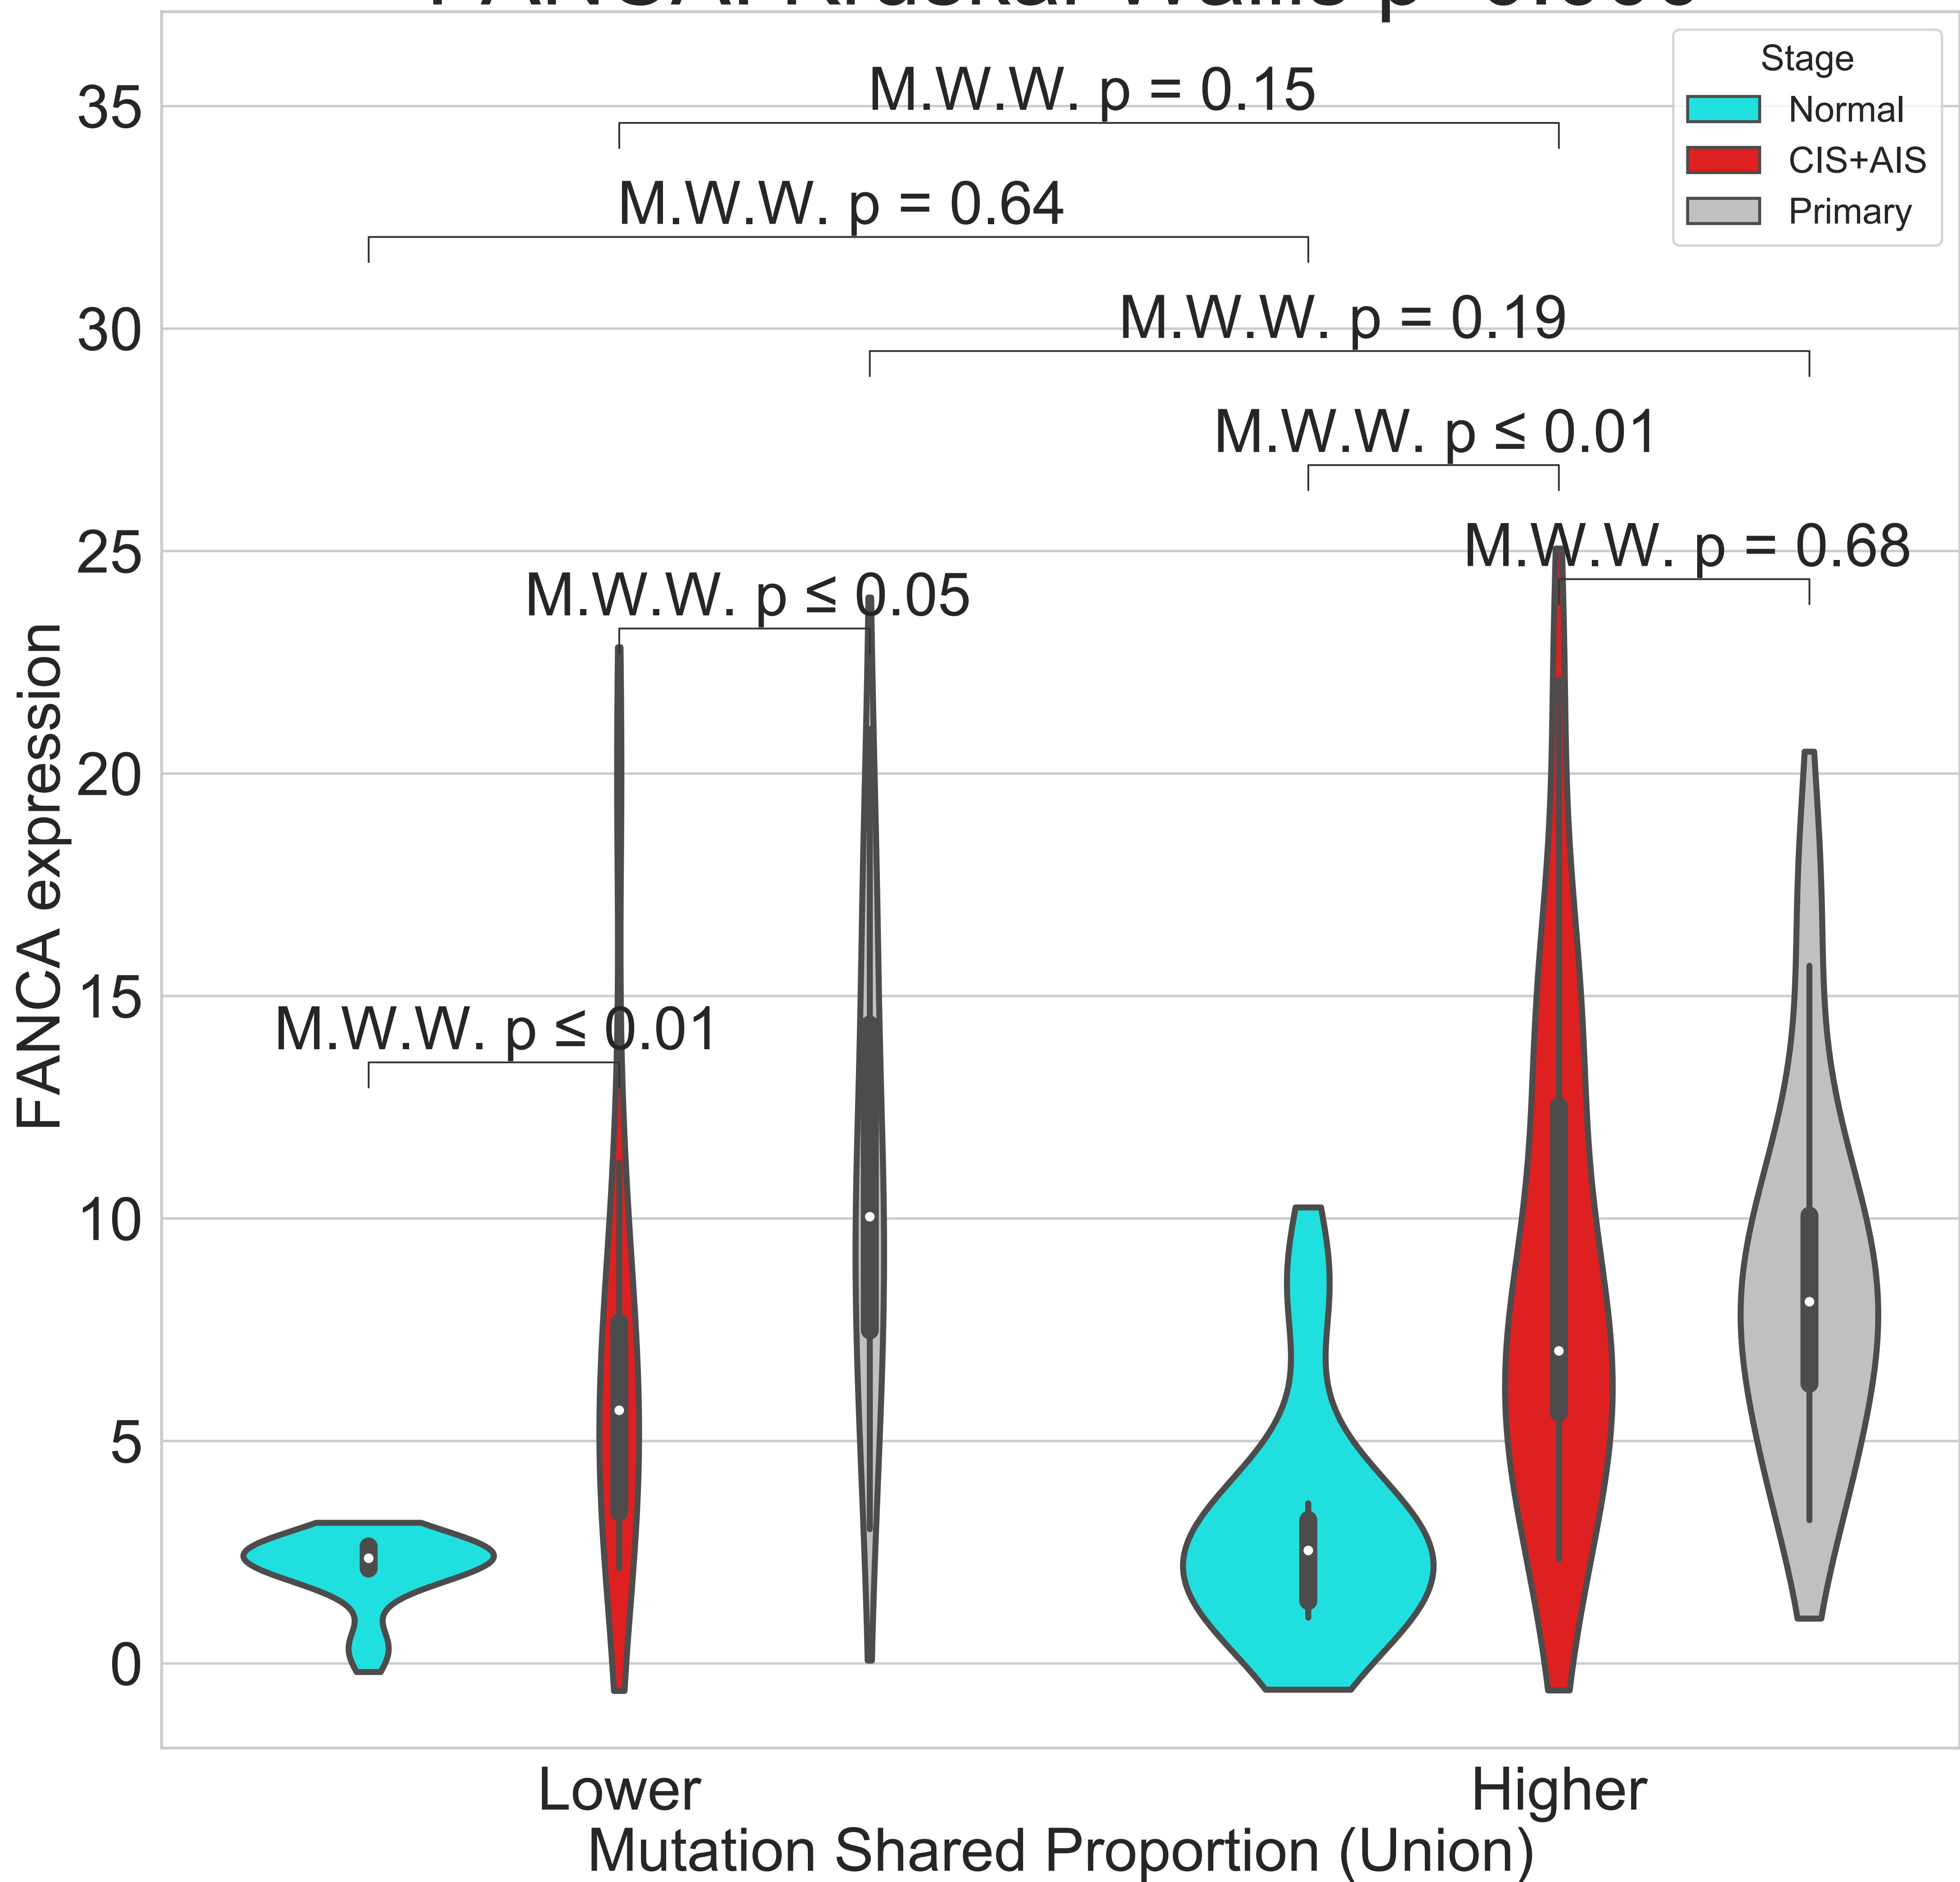 Stage
Normal
CIS+AIS
Primary
M.W.W. p = 0.15
M.W.W. p = 0.64
M.W.W. p = 0.19
M.W.W. p ≤ 0.01
M.W.W. p = 0.68
M.W.W. p ≤ 0.05
M.W.W. p ≤ 0.01
35
30
25
20
15
10
5
0
FANCA expression
Lower
Higher
Mutation Shared Proportion (Union)